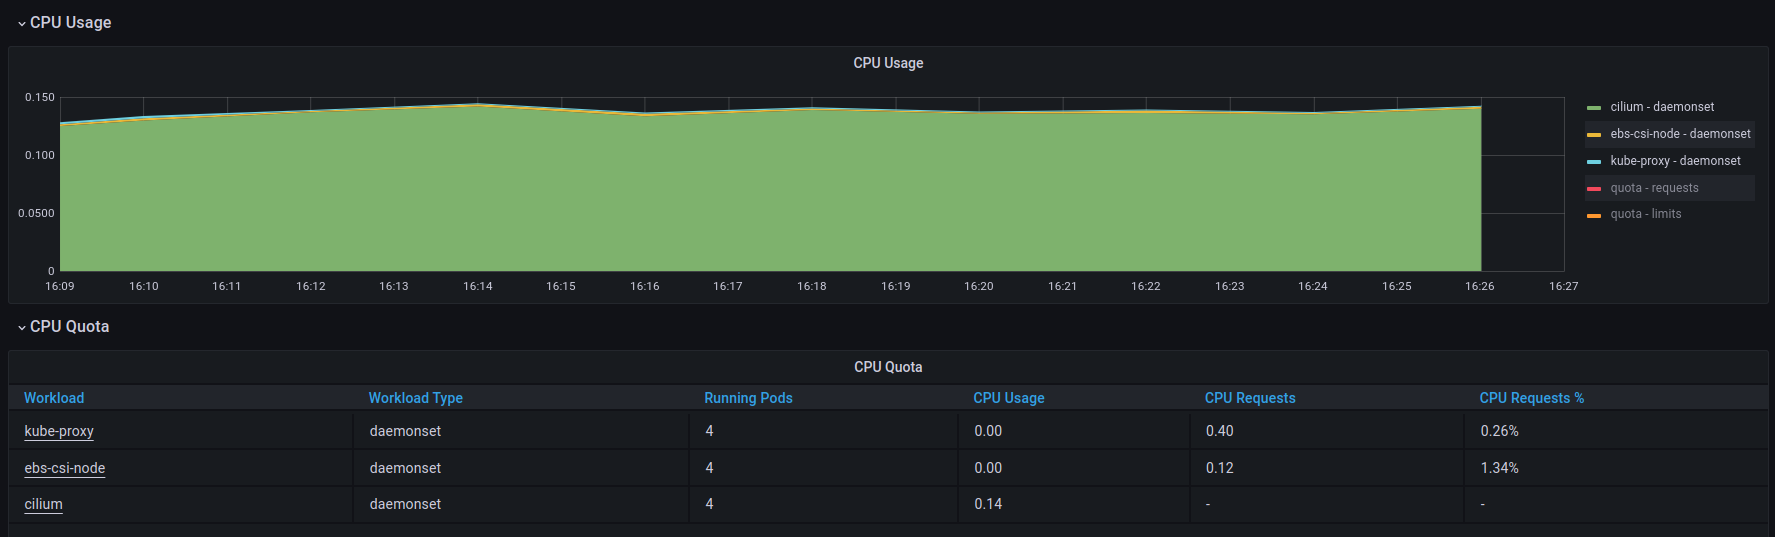 CPU Usage
CPU Usage
0.150
0.100
0.0500
0
16:09 16:10 16:11 16:12 16:13 16:14 16:15 16:16 16:17 16:18 16:19 16:20 16:21 16:22 16:23 16:24 16:25 16:26 16:27
cilium - daemonset
ebs-csi-node - daemonset
kube-proxy - daemonset
quota - requests
quota - limits
CPU Quota
CPU Quota
Workload Workload Type Running Pods CPU Usage CPU Requests CPU Requests %
kube-proxy daemonset 4 0.00 0.40 0.26%
ebs-csi-node daemonset 4 0.00 0.12 1.34%
cilium daemonset 4 0.14 - -